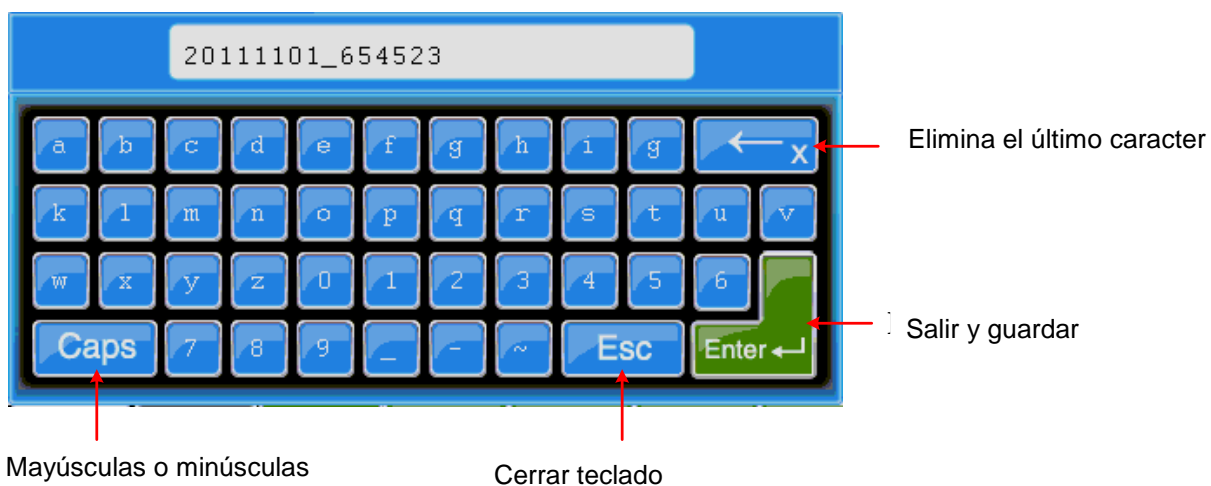 20111101_654523
a b c d e f g h i g ← x
Elimina el último caracter
k l m n o p q r s t u v
w x y z 0 1 2 3 4 5 6
Caps 7 8 9 _ - ~ Esc Enter
Salir y guardar
Mayúsculas o minúsculas
Cerrar teclado